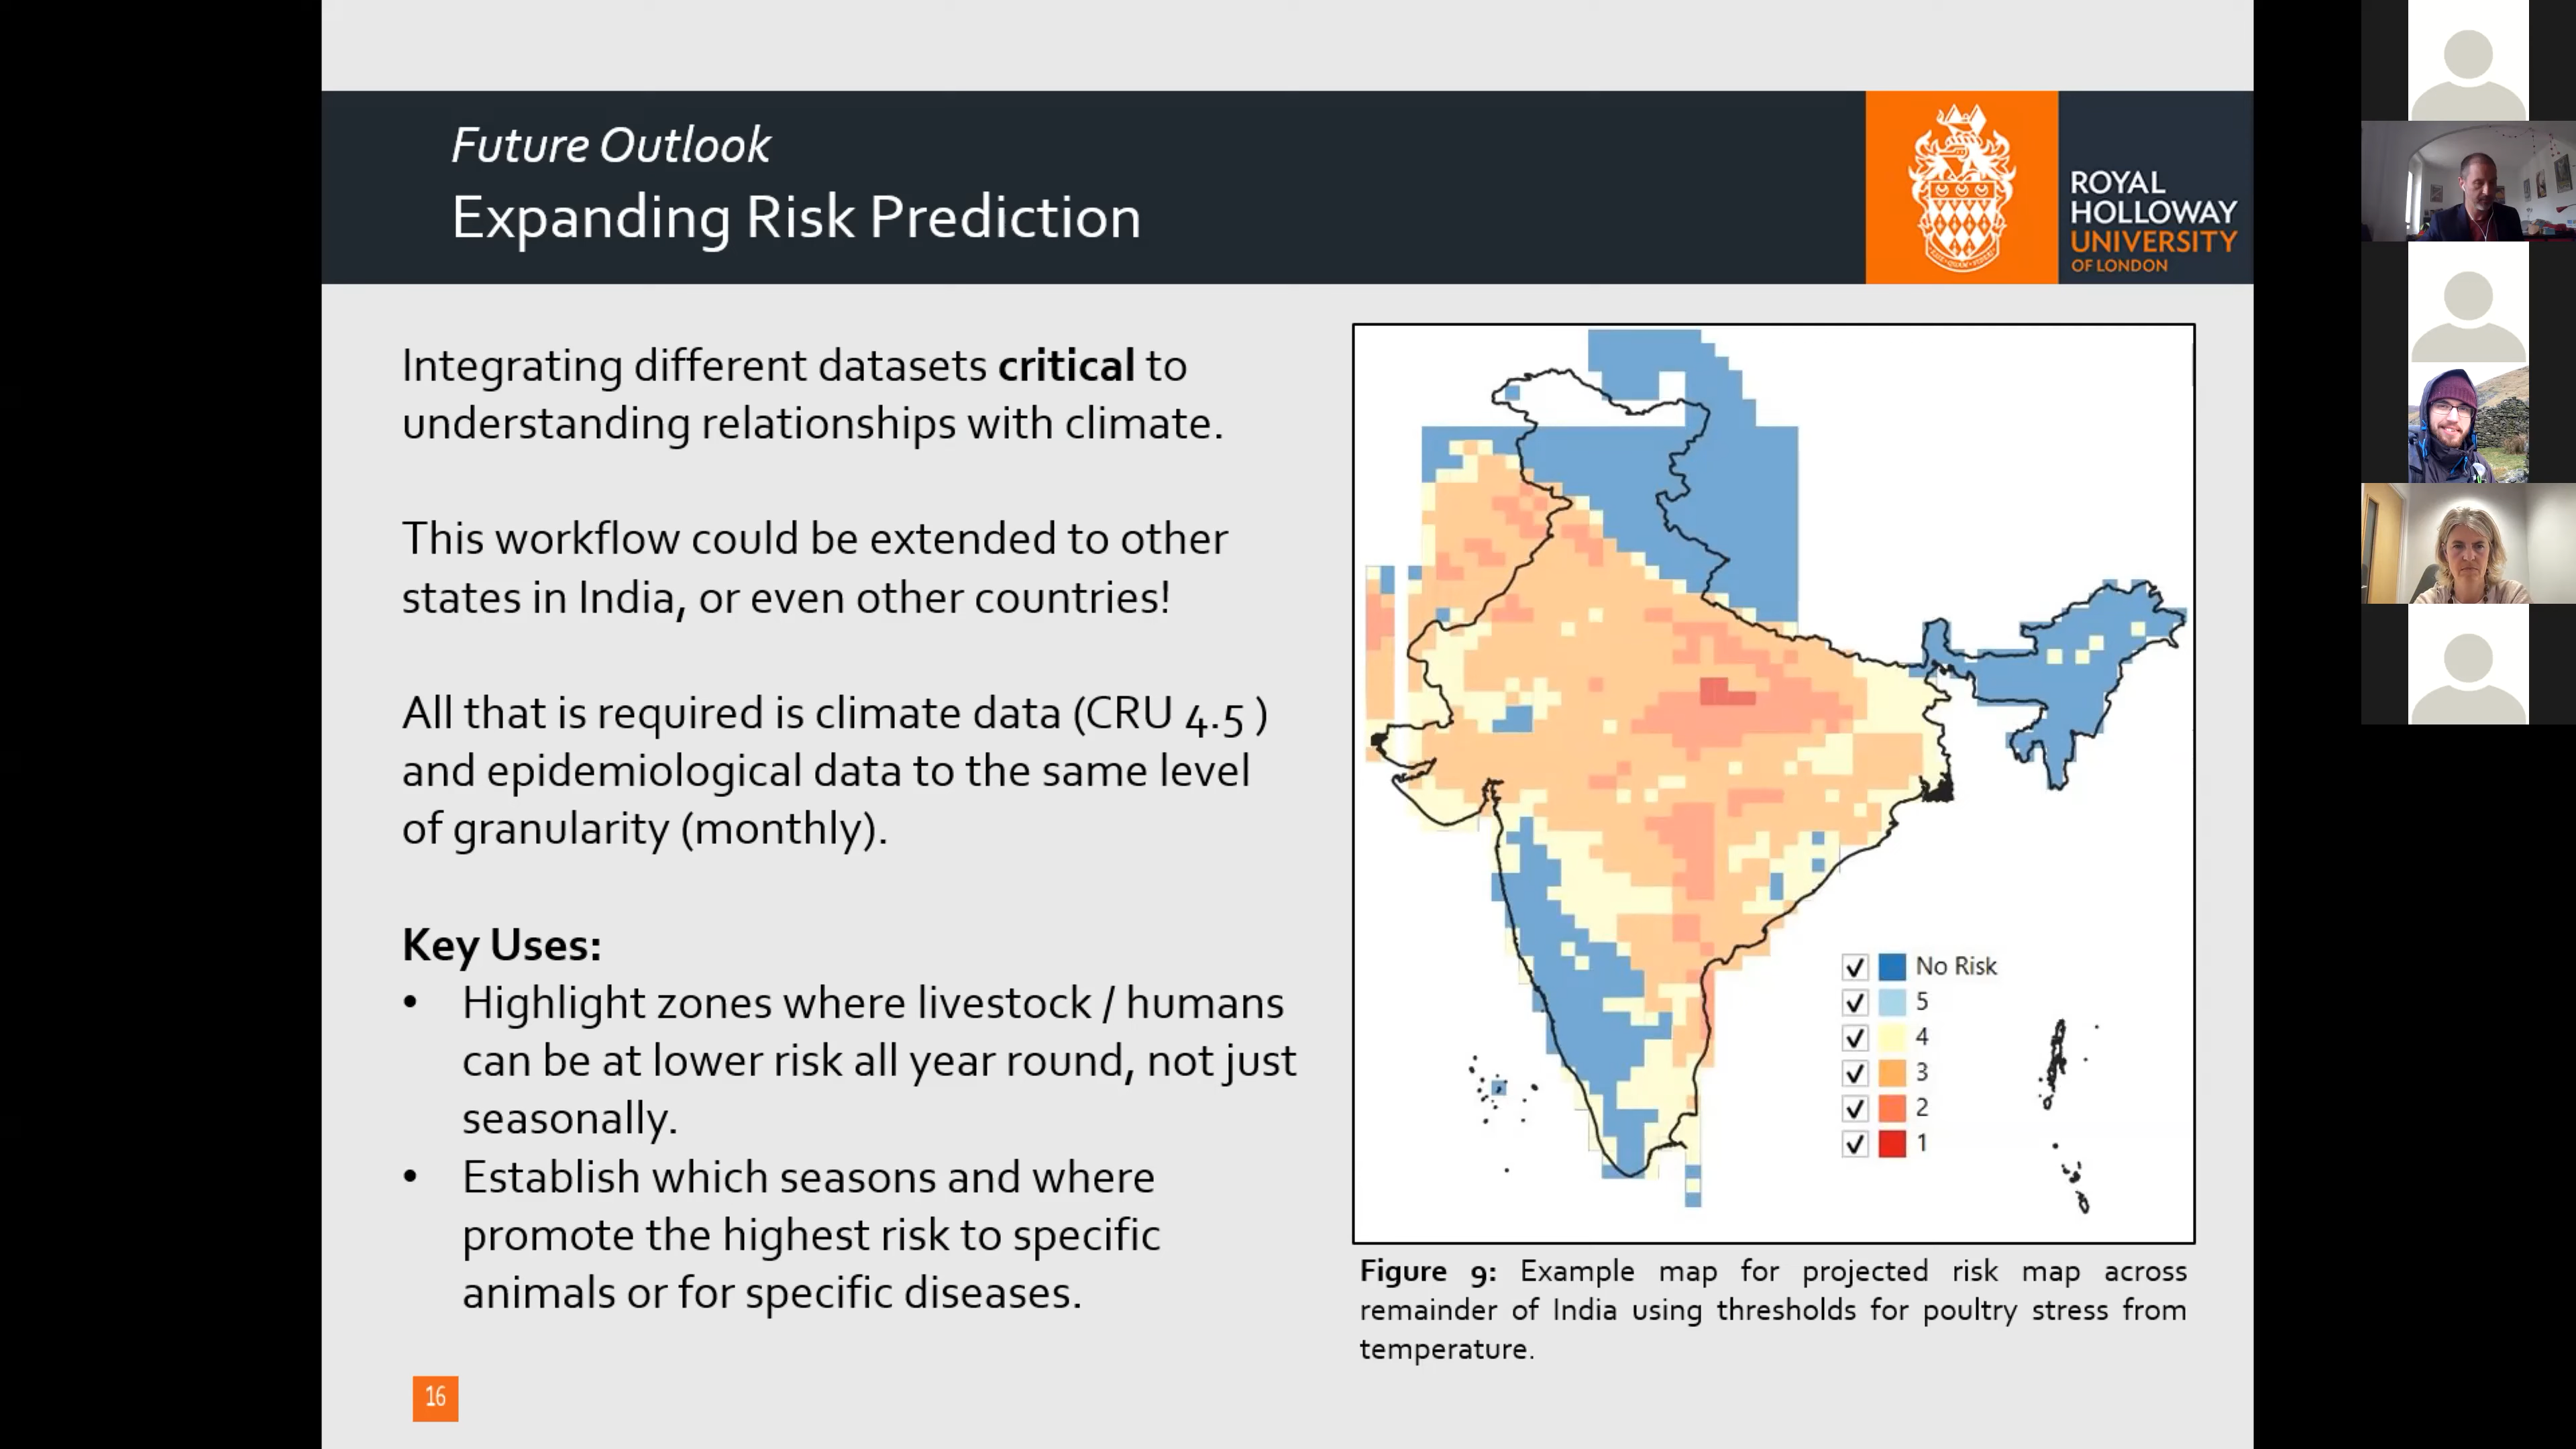 Future Outlook
Expanding Risk Prediction
ROYAL
HOLLOWAY
UNIVERSITY
OF LONDON
Integrating different datasets critical to
understanding relationships with climate.
This workflow could be extended to other
states in India, or even other countries!
All that is required is climate data (CRU 4.5 )
and epidemiological data to the same level
of granularity (monthly).
Key Uses:
• Highlight zones where livestock / humans
can be at lower risk all year round, not just
seasonally.
• Establish which seasons and where
promote the highest risk to specific
animals or for specific diseases.
No Risk
5
4
3
2
1
Figure 9: Example map for projected risk map across
remainder of India using thresholds for poultry stress from
temperature.
16